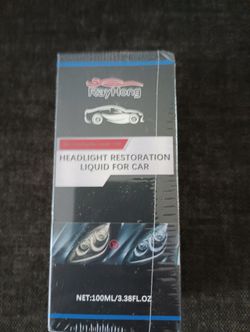 RayHong
HEADLIGHT RESTORATION
LIQUID FOR CAR
NET:100ML/3.38FL.OZ